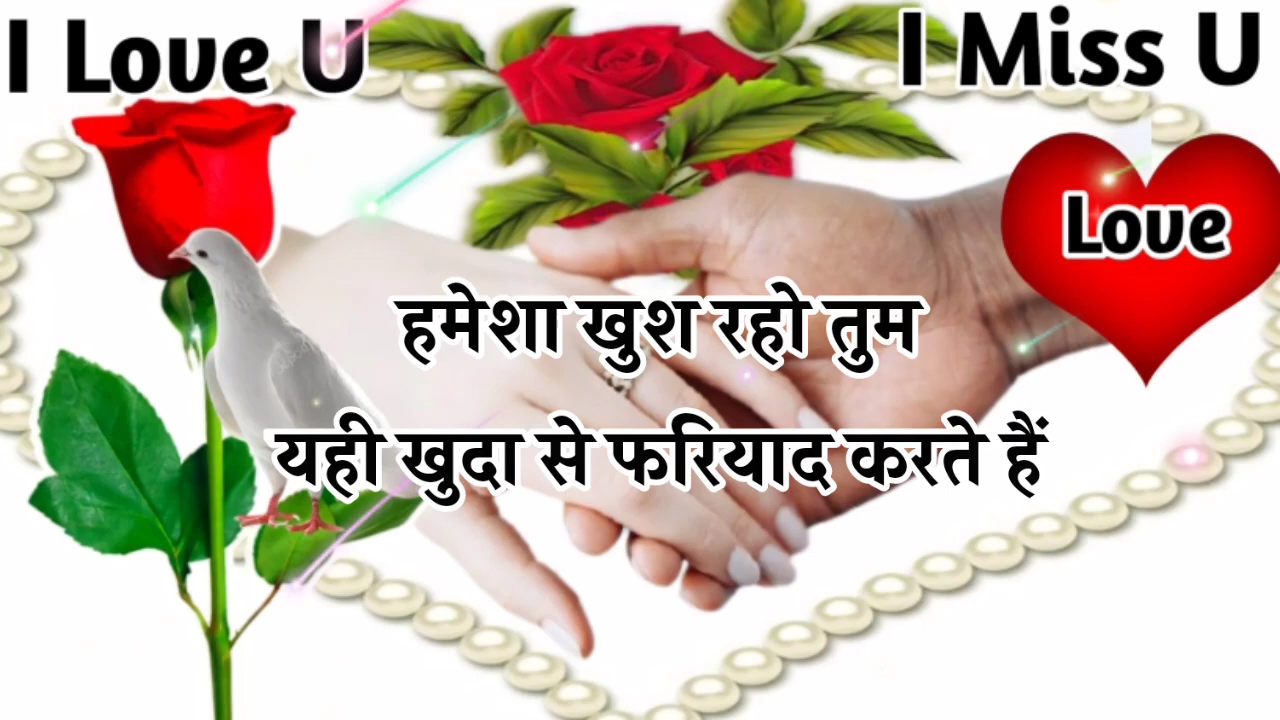 I Love U
I Miss U
Love
हमेशा खुश रहो तुम
यही खुदा से फरियाद करते हैं